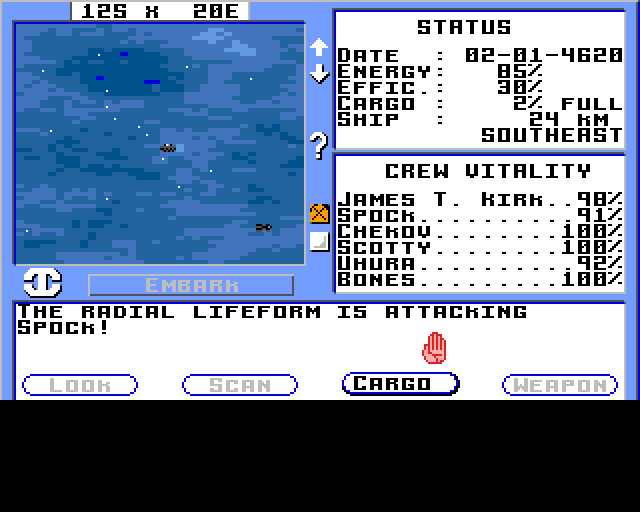 12S x 20E
STATUS
DATE : 02-01-4620
ENERGY: 85%
EFFIC.: 30%
CARGO : 2% FULL
SHIP : 24 KM
SOUTHEAST
?
CREW VITALITY
JAMES T. KIRK..98%
SPOCK.........91%
CHEKOV........100%
SCOTTY........100%
UHURA.........92%
BONES.........100%
EMBARK
THE RADIAL LIFEFORM IS ATTACKING
SPOCK!
LOOK SCAN CARGO WEAPON